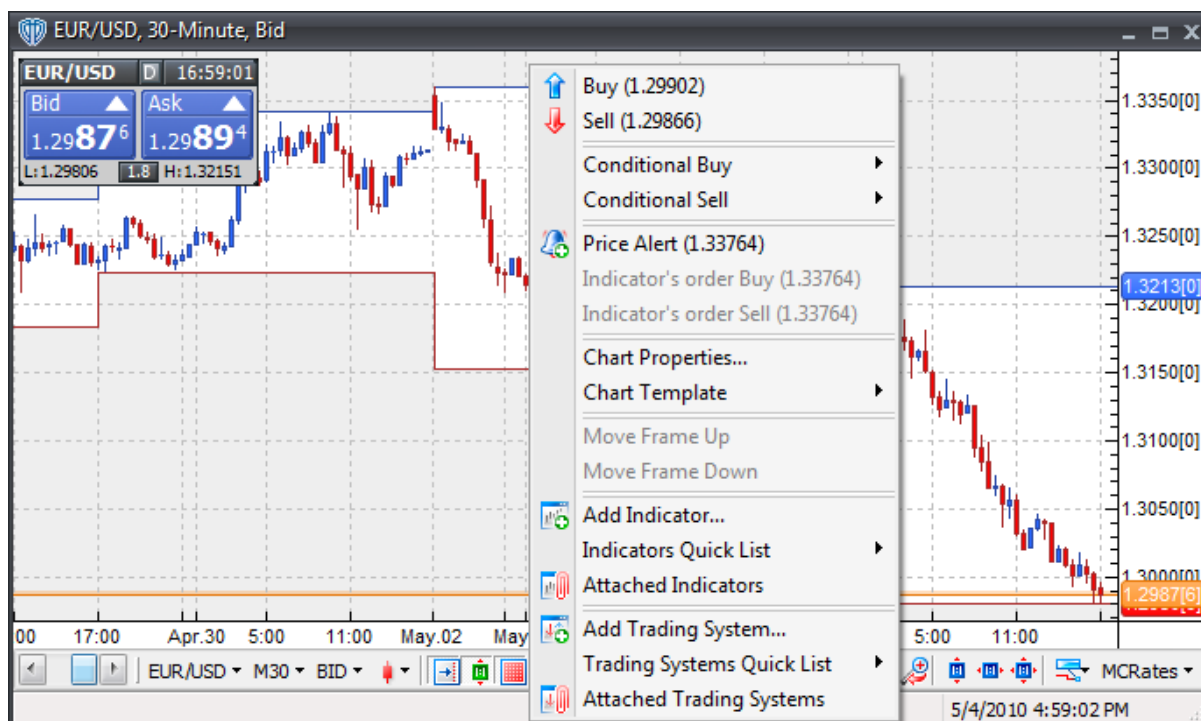 EUR/USD, 30-Minute, Bid
EUR/USD D 16:59:01
Bid Ask
1.29876 1.29894
L:1.29806 1.8 H:1.32151
Buy (1.29902)
Sell (1.29866)
Conditional Buy
Conditional Sell
Price Alert (1.33764)
Indicator's order Buy (1.33764)
Indicator's order Sell (1.33764)
Chart Properties...
Chart Template
Move Frame Up
Move Frame Down
Add Indicator...
Indicators Quick List
Attached Indicators
Add Trading System...
Trading Systems Quick List
Attached Trading Systems
1.3350[0]
1.3300[0]
1.3250[0]
1.3213[0]
1.3200[0]
1.3150[0]
1.3100[0]
1.3050[0]
1.3000[0]
1.2987[6]
00 17:00 Apr.30 5:00 11:00 May.02 May 5:00 11:00
EUR/USD M30 BID MCRates
5/4/2010 4:59:02 PM